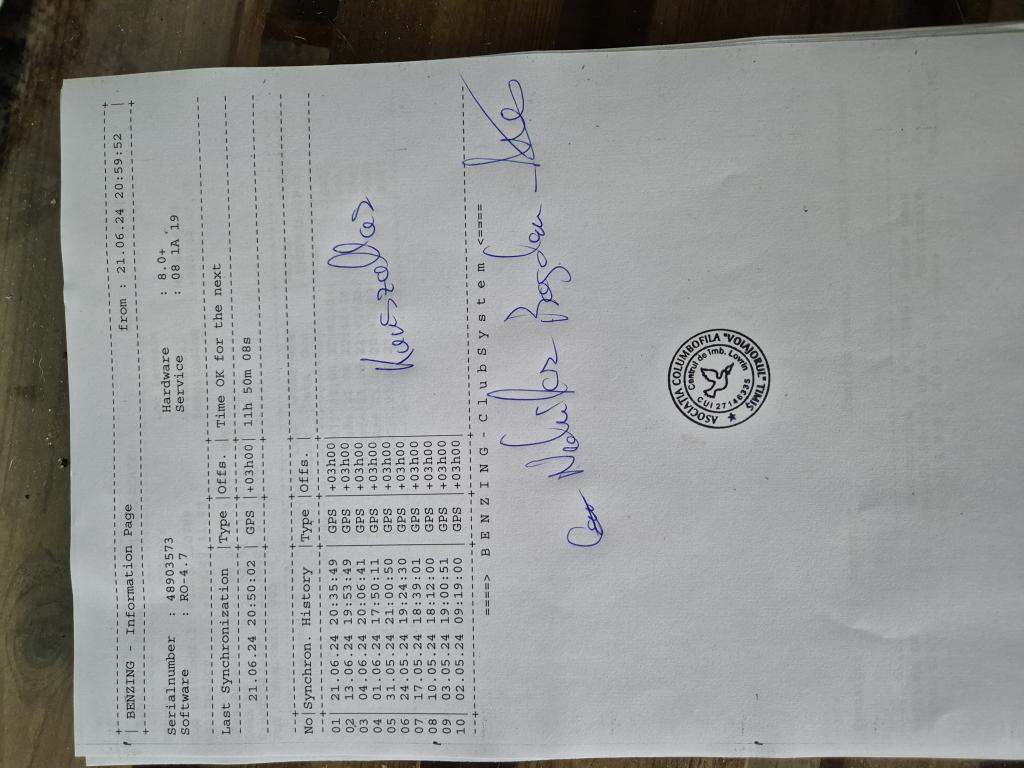 +-----------------------------------------------------------------------+
| BENZING - Information Page                    from : 21.06.24 20:59:52 |
+-----------------------------------------------------------------------+
Serialnumber : 48903573          Hardware : 8.0+
Software : RO-4.7          Service : 08 1A 19
Last Synchronization |Type |Offs. | Time OK for the next
21.06.24 20:50:02 | GPS |+03h00| 11h 50m 08s
No|Synchron. History |Type |Offs. |
01 | 21.06.24 20:35:49 | GPS |+03h00
02 | 13.06.24 19:53:49 | GPS |+03h00
03 | 04.06.24 20:06:41 | GPS |+03h00
04 | 01.06.24 17:50:11 | GPS |+03h00
05 | 31.05.24 21:00:50 | GPS |+03h00
06 | 24.05.24 19:24:30 | GPS |+03h00
07 | 17.05.24 18:39:01 | GPS |+03h00
08 | 10.05.24 18:12:00 | GPS |+03h00
09 | 03.05.24 19:00:51 | GPS |+03h00
10 | 02.05.24 09:19:00 | GPS |+03h00
====> B E N Z I N G - C l u b S y s t e m <====
Bogdan
ASOCIATIA COLUMBOFILA "VOIAJORUL" TIMIS
Centrul de Imb. Lovrin
CUI 27146335